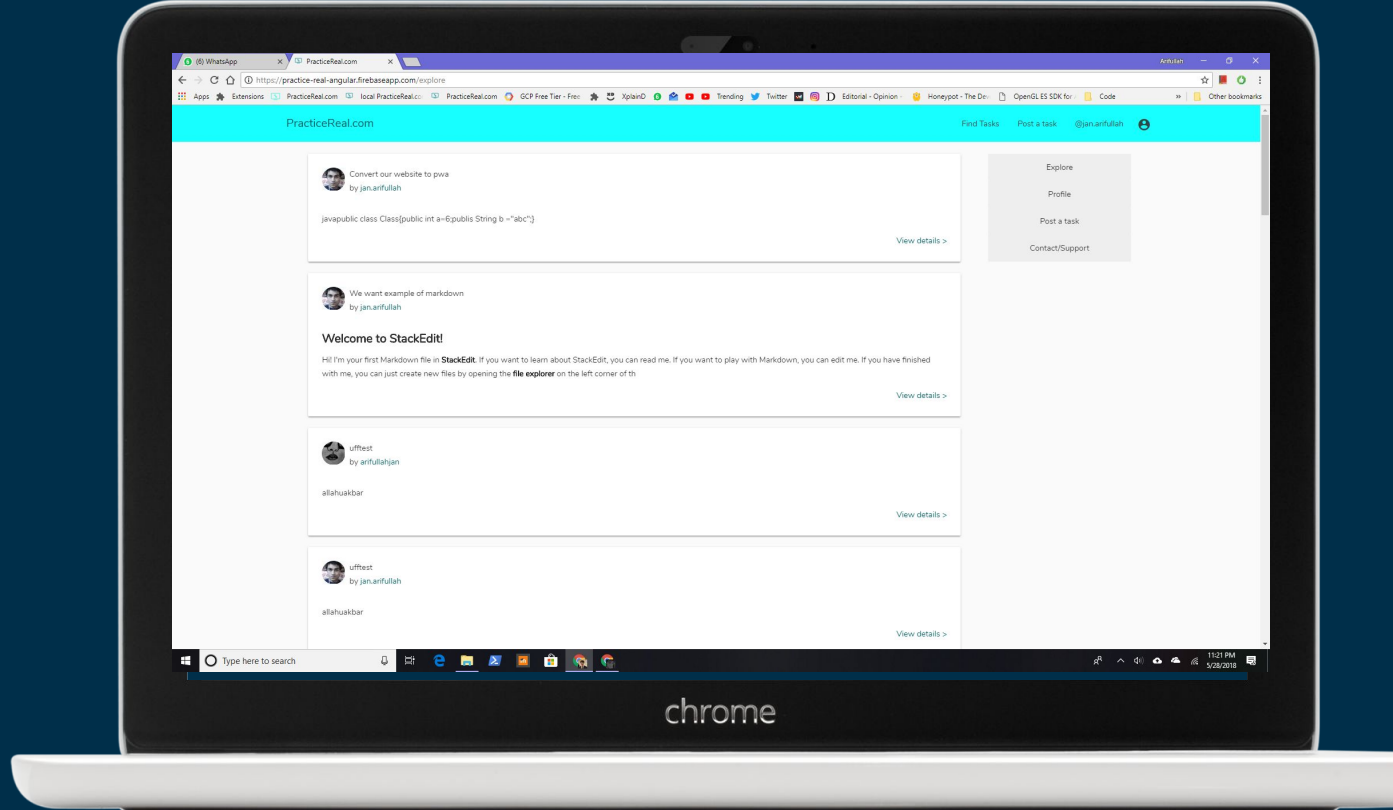 (6) WhatsApp
PracticeReal.com
Arifullah
https://practice-real-angular.firebaseapp.com/explore
Apps
Extensions
PracticeReal.com
local PracticeReal.co
PracticeReal.com
GCP Free Tier - Free
XplainD
Trending
Twitter
Editorial - Opinion -
Honeypot - The Dev
OpenGL ES SDK for
Code
»
Other bookmarks
PracticeReal.com
Find Tasks
Post a task
@jan.arifullah
Convert our website to pwa
by jan.arifullah
javapublic class Class{public int a=6;publis String b ="abc";}
View details >
Explore
Profile
Post a task
Contact/Support
We want example of markdown
by jan.arifullah
Welcome to StackEdit!
Hi! I'm your first Markdown file in StackEdit. If you want to learn about StackEdit, you can read me. If you want to play with Markdown, you can edit me. If you have finished
with me, you can just create new files by opening the file explorer on the left corner of th
View details >
ufftest
by arifullahjan
allahuakbar
View details >
ufftest
by jan.arifullah
allahuakbar
View details >
Type here to search
11:21 PM
5/28/2018
chrome